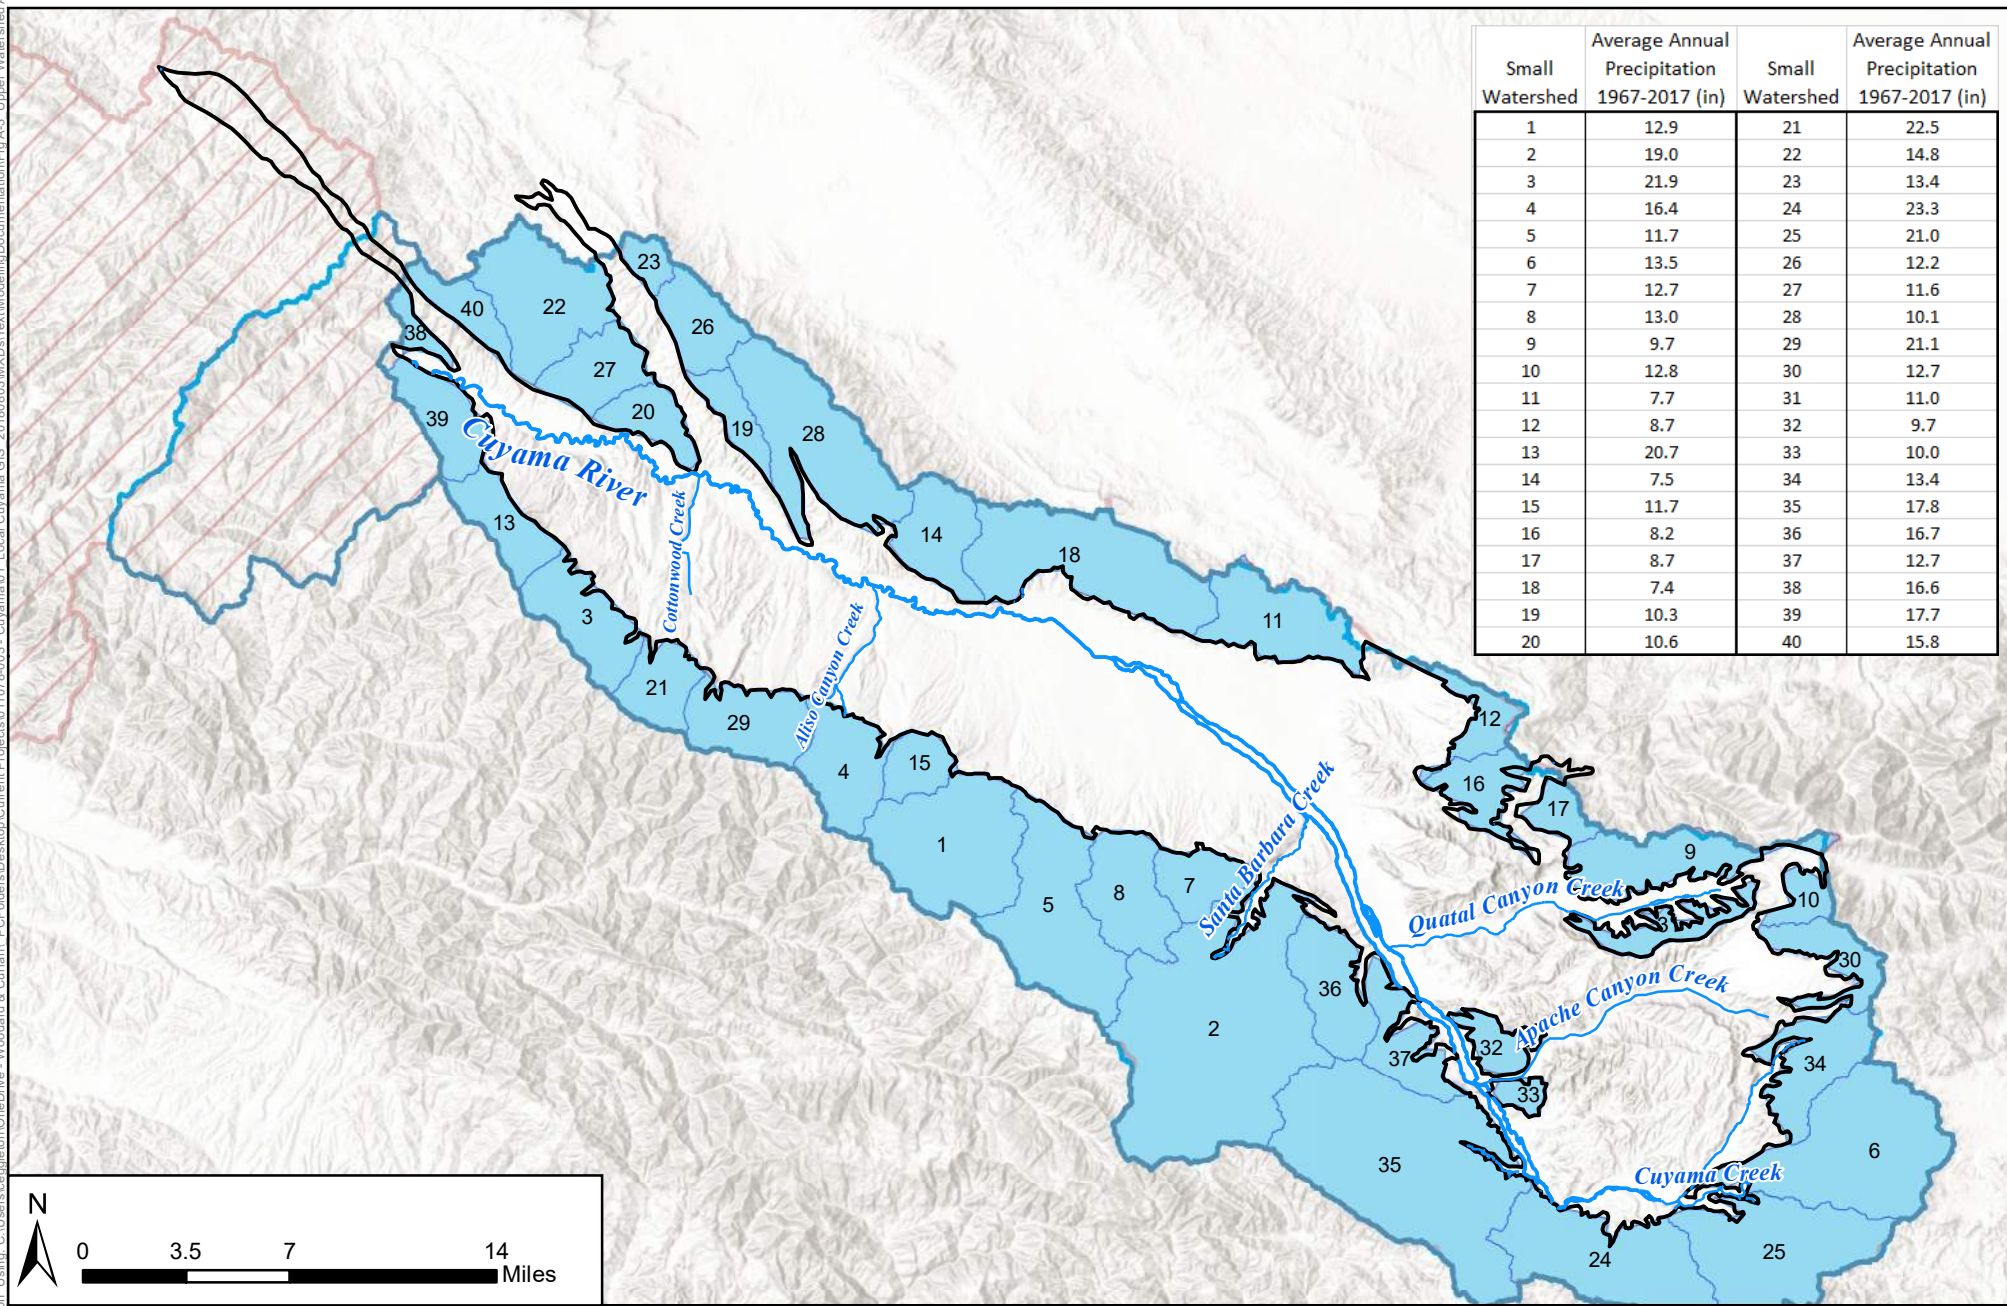 Small Watershed | Average Annual Precipitation 1967-2017 (in) | Small Watershed | Average Annual Precipitation 1967-2017 (in)
1 12.9 21 22.5
2 19.0 22 14.8
3 21.9 23 13.4
4 16.4 24 23.3
5 11.7 25 21.0
6 13.5 26 12.2
7 12.7 27 11.6
8 13.0 28 10.1
9 9.7 29 21.1
10 12.8 30 12.7
11 7.7 31 11.0
12 8.7 32 9.7
13 20.7 33 10.0
14 7.5 34 13.4
15 11.7 35 17.8
16 8.2 36 16.7
17 8.7 37 12.7
18 7.4 38 16.6
19 10.3 39 17.7
20 10.6 40 15.8
23
22
40
26
38
27
20
39
19
28
Cuyama River
Cottonwood Creek
13
14
18
3
11
Aliso Canyon Creek
21
29
12
4
15
16
17
Santa Barbara Creek
1
9
8
7
5
Quatal Canyon Creek
10
31
30
36
Apache Canyon Creek
2
32
37
34
33
35
6
Cuyama Creek
24
25
N
0 3.5 7 14
Miles